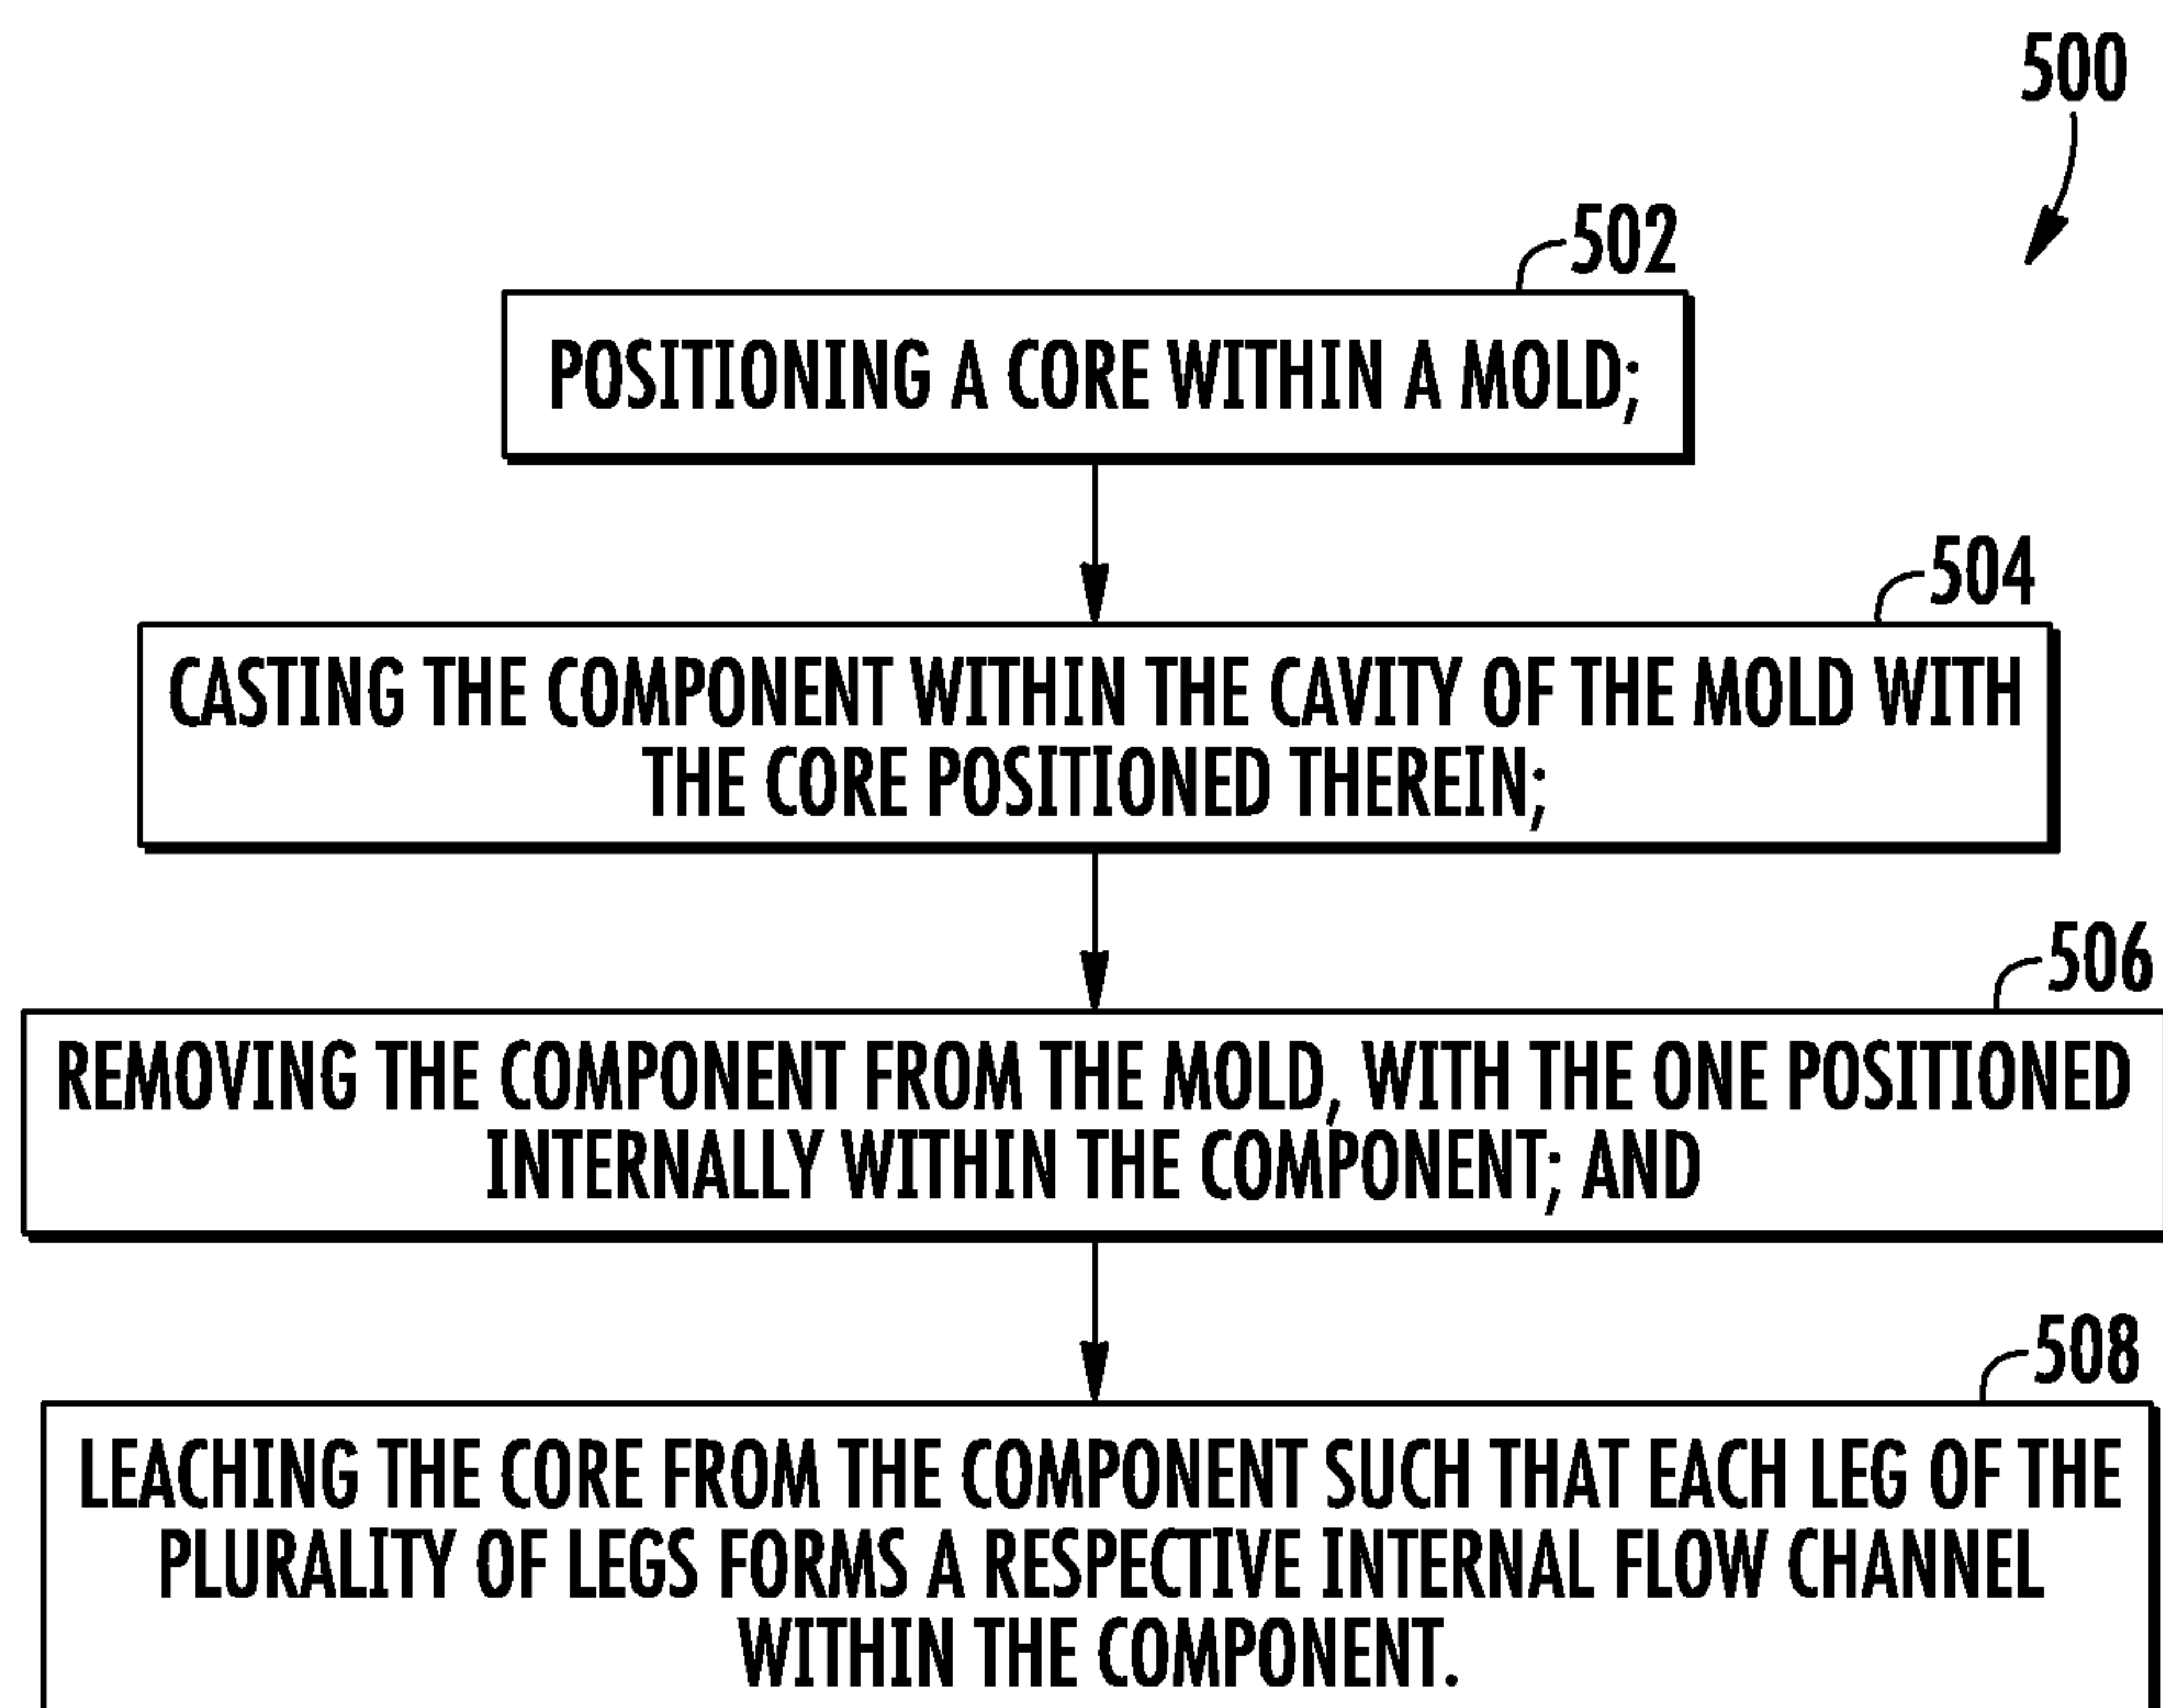 500
502
POSITIONING A CORE WITHIN A MOLD;
504
CASTING THE COMPONENT WITHIN THE CAVITY OF THE MOLD WITH
THE CORE POSITIONED THEREIN;
506
REMOVING THE COMPONENT FROM THE MOLD, WITH THE ONE POSITIONED
INTERNALLY WITHIN THE COMPONENT; AND
508
LEACHING THE CORE FROM THE COMPONENT SUCH THAT EACH LEG OF THE
PLURALITY OF LEGS FORMS A RESPECTIVE INTERNAL FLOW CHANNEL
WITHIN THE COMPONENT.